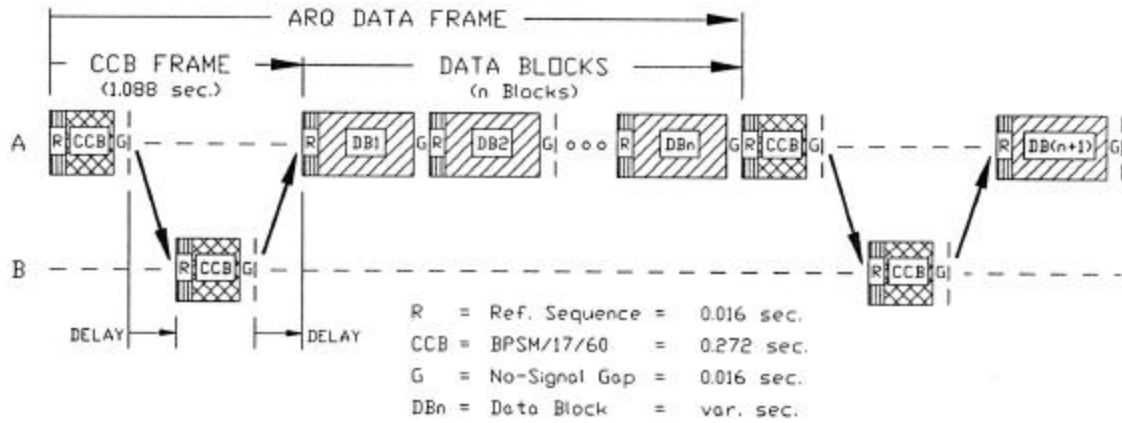 ARQ DATA FRAME
CCB FRAME
(1.088 sec.)
DATA BLOCKS
(n Blocks)
A
R CCB G
R DB1 G
R DB2 G
ooo
R DBn G
R CCB G
R DB(n+1) G
B
R CCB G
R CCB G
DELAY
DELAY
R = Ref. Sequence = 0.016 sec.
CCB = BPSM/17/60 = 0.272 sec.
G = No-Signal Gap = 0.016 sec.
DBn = Data Block = var. sec.